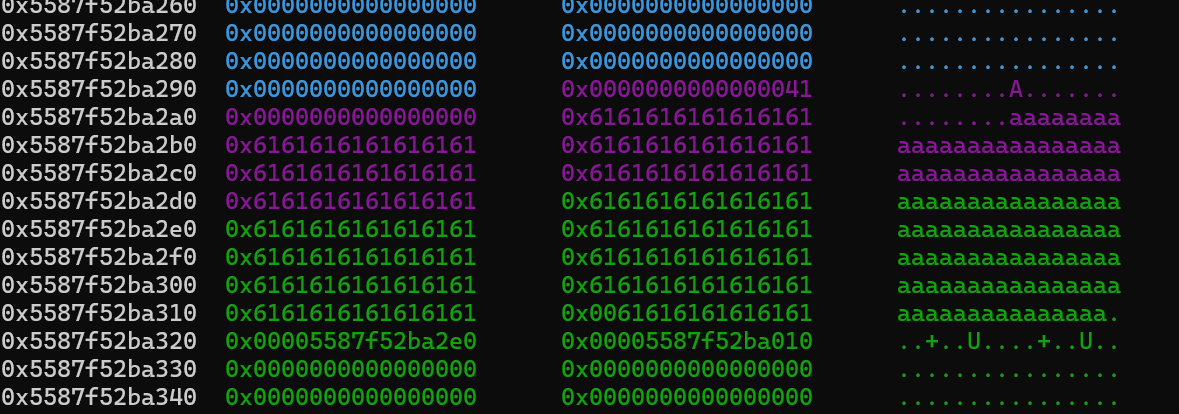 0x5587f52ba260 0x0000000000000000 0x0000000000000000 ................
0x5587f52ba270 0x0000000000000000 0x0000000000000000 ................
0x5587f52ba280 0x0000000000000000 0x0000000000000000 ................
0x5587f52ba290 0x0000000000000000 0x0000000000000041 ........A.......
0x5587f52ba2a0 0x0000000000000000 0x6161616161616161 ........aaaaaaaa
0x5587f52ba2b0 0x6161616161616161 0x6161616161616161 aaaaaaaaaaaaaaaa
0x5587f52ba2c0 0x6161616161616161 0x6161616161616161 aaaaaaaaaaaaaaaa
0x5587f52ba2d0 0x6161616161616161 0x6161616161616161 aaaaaaaaaaaaaaaa
0x5587f52ba2e0 0x6161616161616161 0x6161616161616161 aaaaaaaaaaaaaaaa
0x5587f52ba2f0 0x6161616161616161 0x6161616161616161 aaaaaaaaaaaaaaaa
0x5587f52ba300 0x6161616161616161 0x6161616161616161 aaaaaaaaaaaaaaaa
0x5587f52ba310 0x6161616161616161 0x0061616161616161 aaaaaaaaaaaaaaa.
0x5587f52ba320 0x00005587f52ba2e0 0x00005587f52ba010 ..+..U....+..U..
0x5587f52ba330 0x0000000000000000 0x0000000000000000 ................
0x5587f52ba340 0x0000000000000000 0x0000000000000000 ................